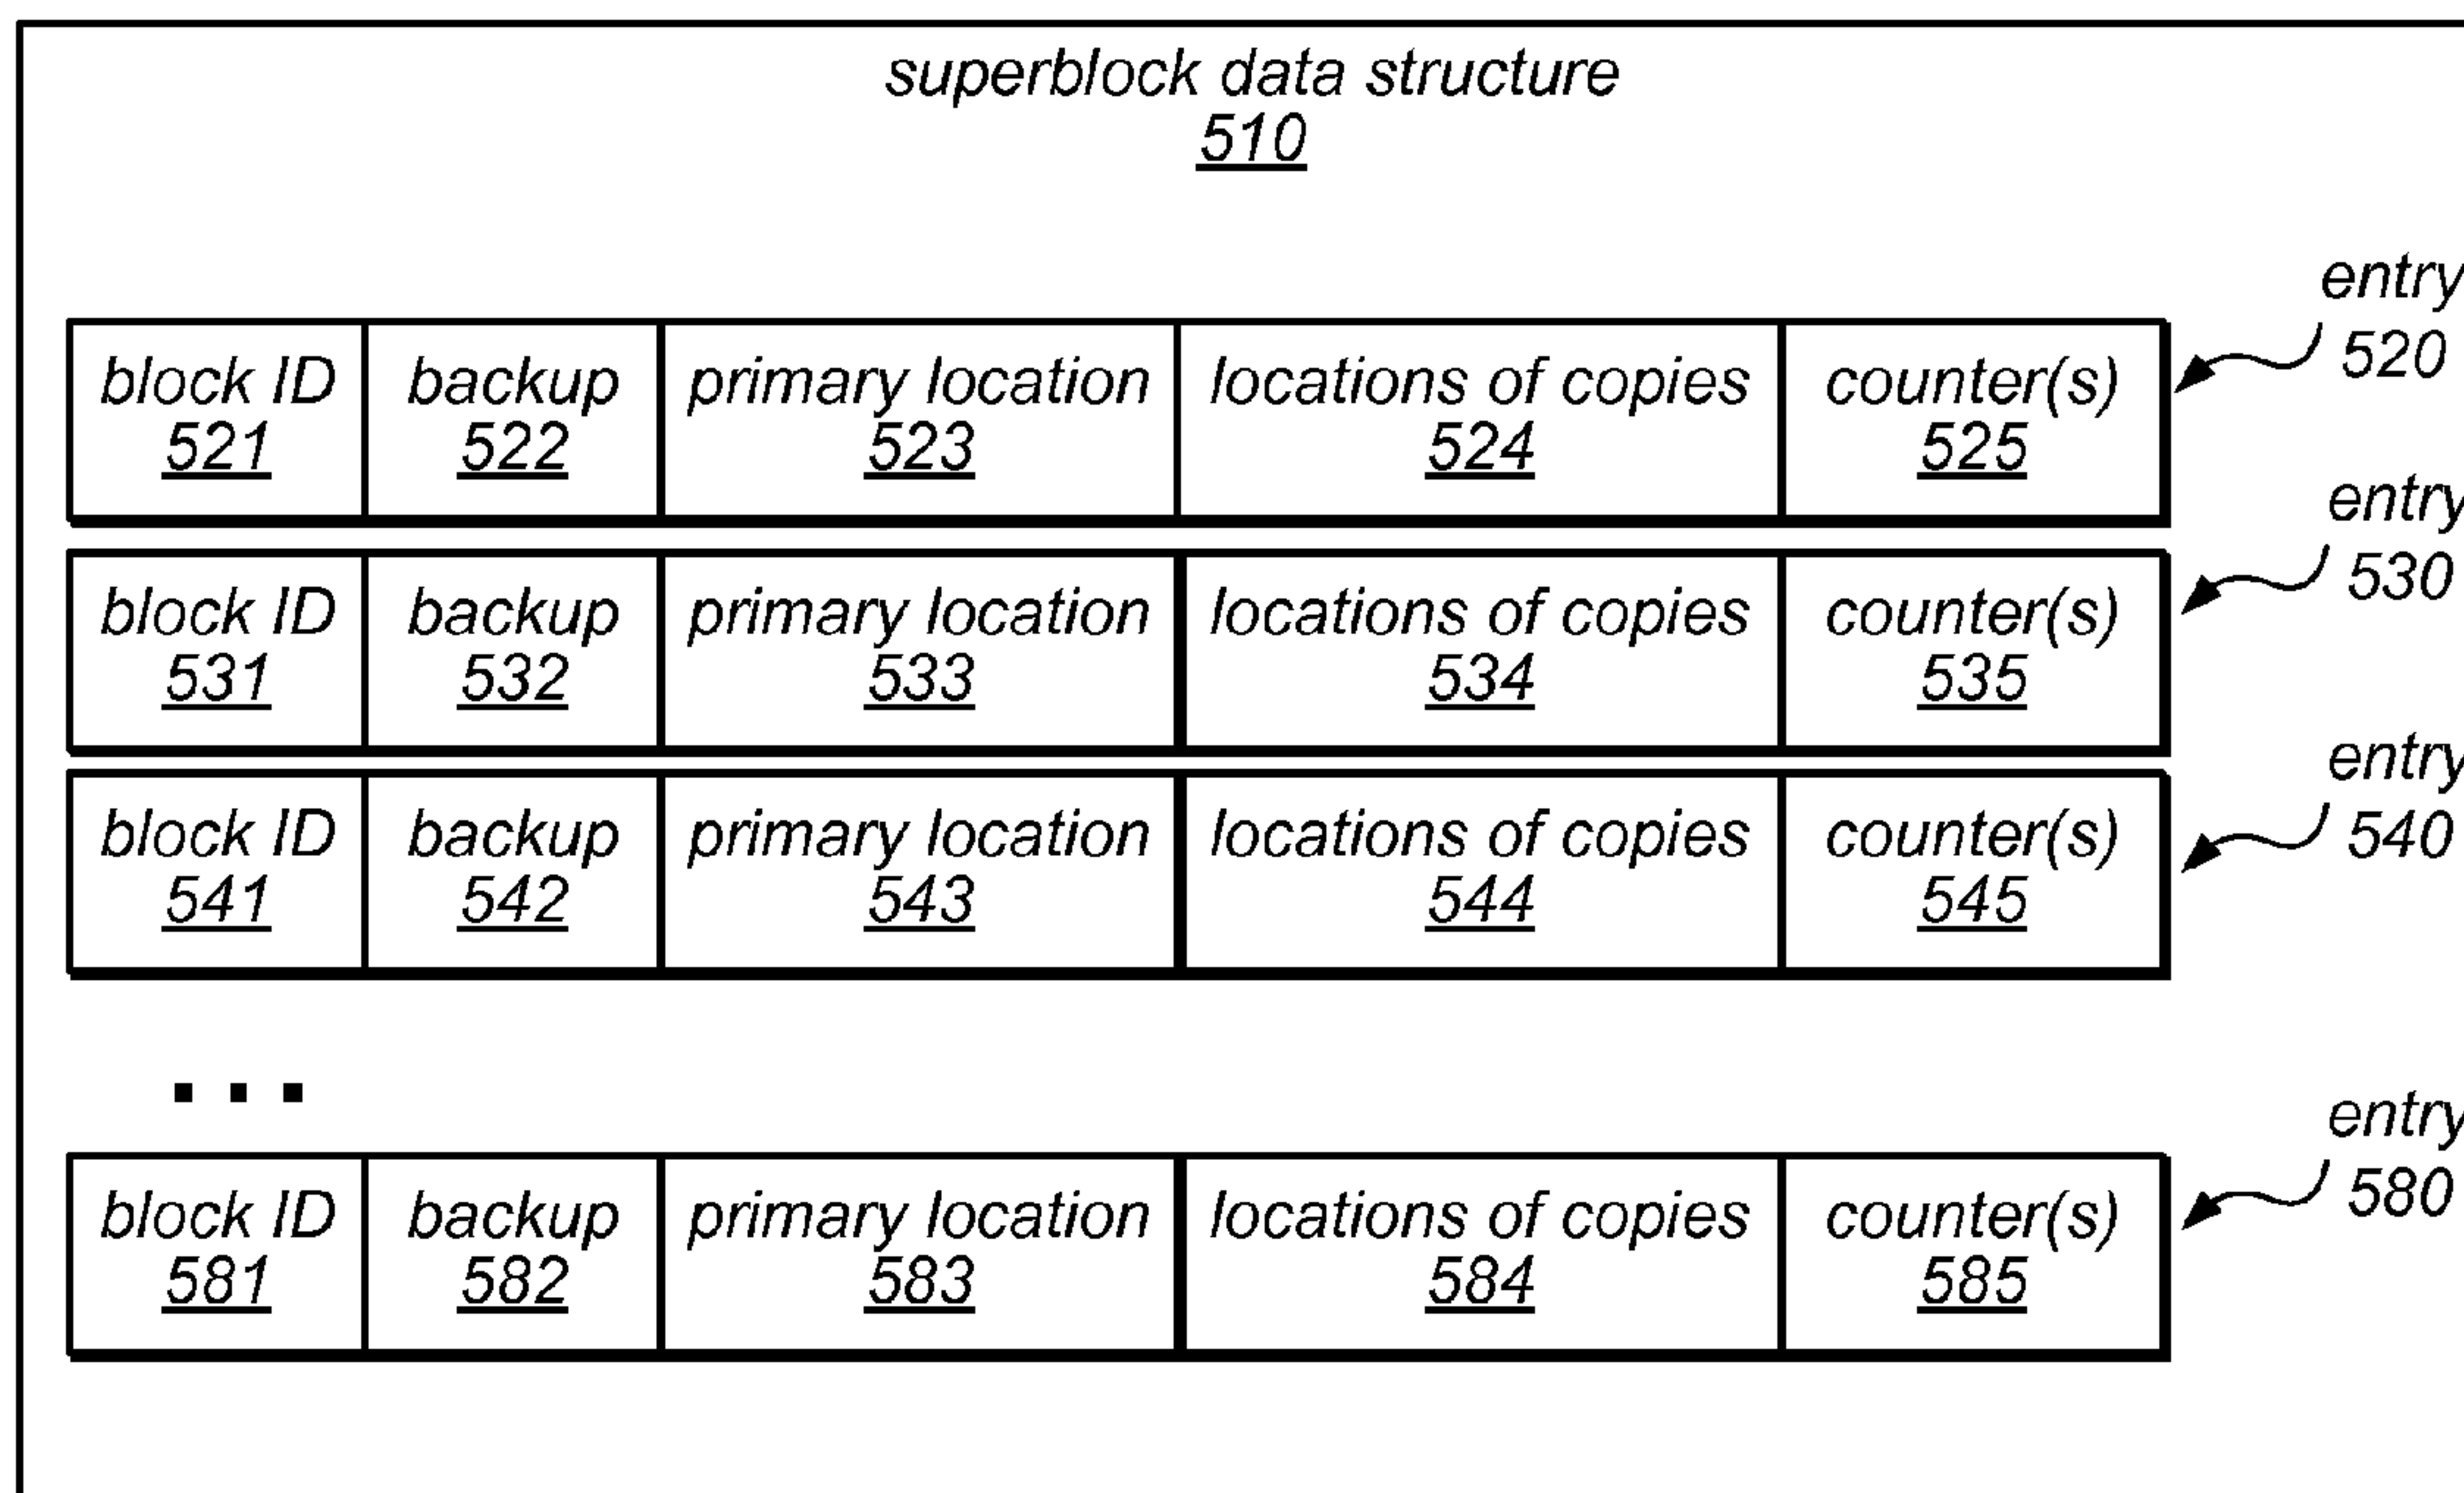 superblock data structure
510
entry
520
block ID backup primary location locations of copies counter(s)
521 522 523 524 525
entry
530
block ID backup primary location locations of copies counter(s)
531 532 533 534 535
entry
540
block ID backup primary location locations of copies counter(s)
541 542 543 544 545
...
entry
580
block ID backup primary location locations of copies counter(s)
581 582 583 584 585